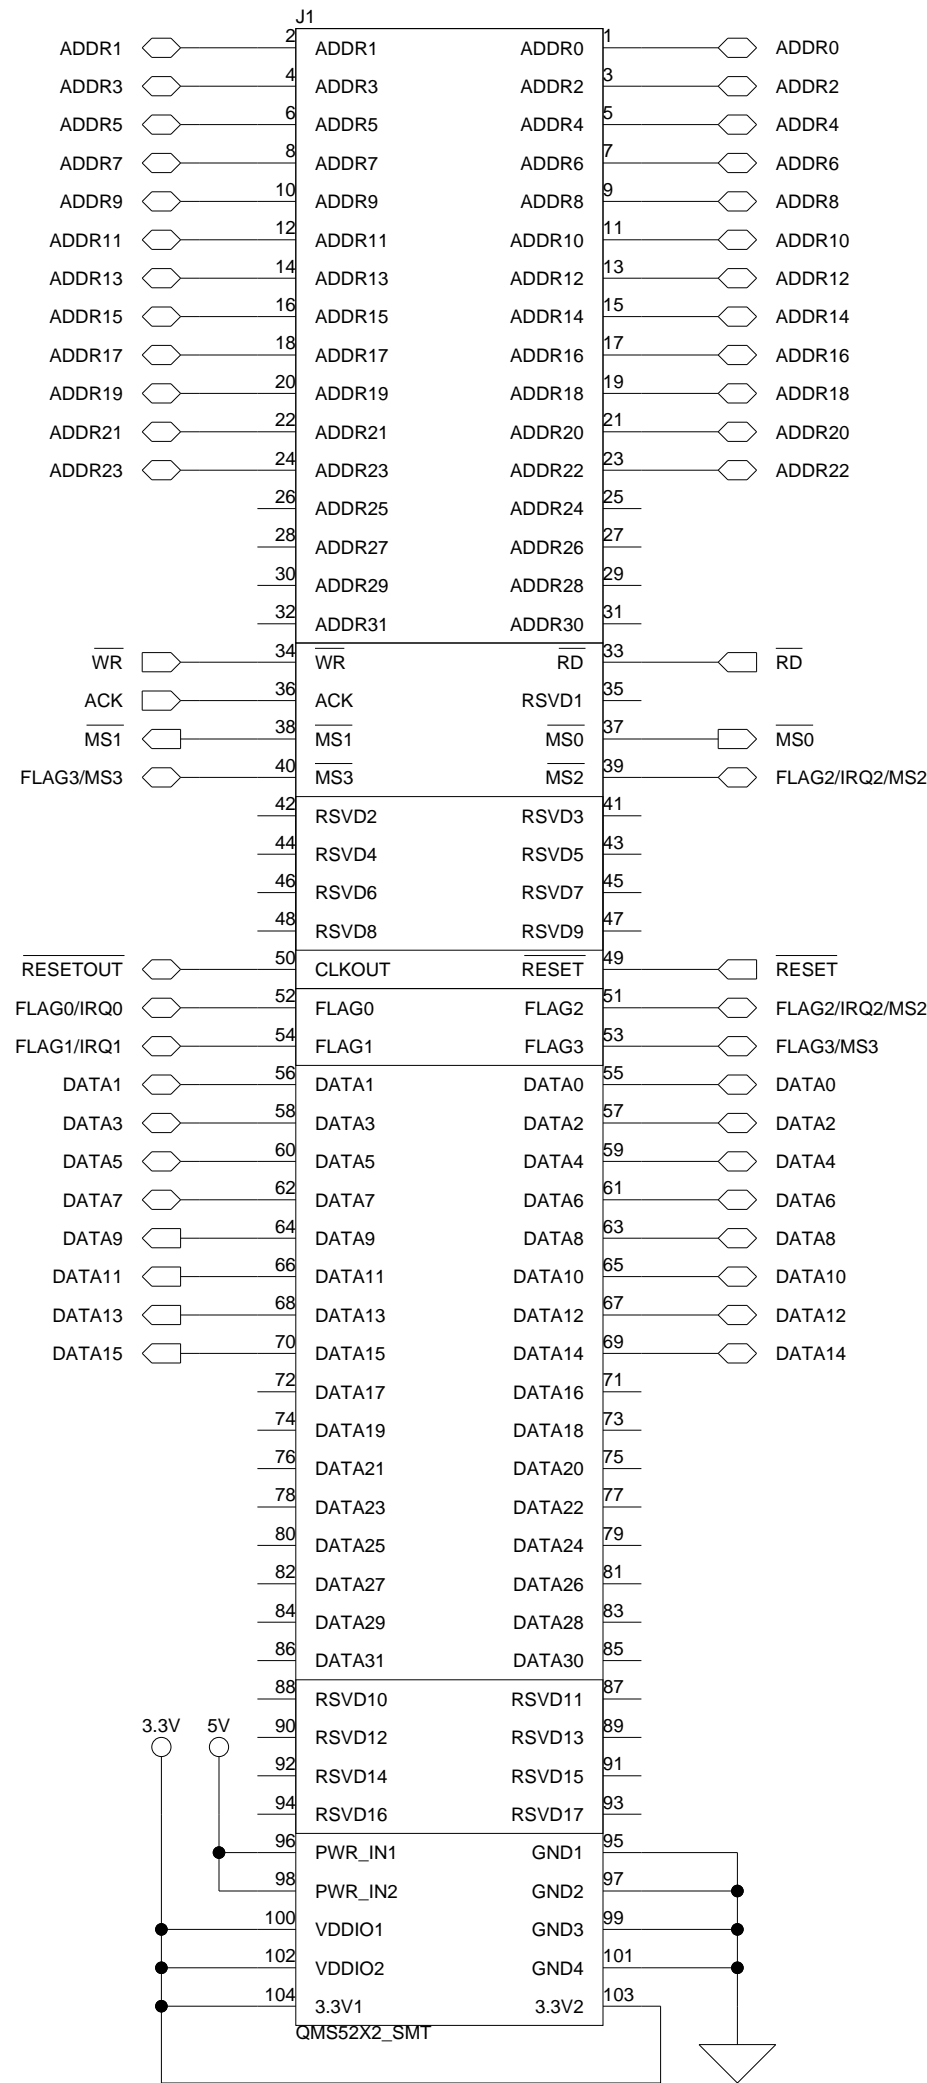 J1
ADDR1 2 ADDR1 ADDR0 1 ADDR0
ADDR3 4 ADDR3 ADDR2 3 ADDR2
ADDR5 6 ADDR5 ADDR4 5 ADDR4
ADDR7 8 ADDR7 ADDR6 7 ADDR6
ADDR9 10 ADDR9 ADDR8 9 ADDR8
ADDR11 12 ADDR11 ADDR10 11 ADDR10
ADDR13 14 ADDR13 ADDR12 13 ADDR12
ADDR15 16 ADDR15 ADDR14 15 ADDR14
ADDR17 18 ADDR17 ADDR16 17 ADDR16
ADDR19 20 ADDR19 ADDR18 19 ADDR18
ADDR21 22 ADDR21 ADDR20 21 ADDR20
ADDR23 24 ADDR23 ADDR22 23 ADDR22
26 ADDR25 ADDR24 25
28 ADDR27 ADDR26 27
30 ADDR29 ADDR28 29
32 ADDR31 ADDR30 31
WR 34 WR RD 33 RD
ACK 36 ACK RSVD1 35
MS1 38 MS1 MS0 37 MS0
FLAG3/MS3 40 MS3 MS2 39 FLAG2/IRQ2/MS2
42 RSVD2 RSVD3 41
44 RSVD4 RSVD5 43
46 RSVD6 RSVD7 45
48 RSVD8 RSVD9 47
RESETOUT 50 CLKOUT RESET 49 RESET
FLAG0/IRQ0 52 FLAG0 FLAG2 51 FLAG2/IRQ2/MS2
FLAG1/IRQ1 54 FLAG1 FLAG3 53 FLAG3/MS3
DATA1 56 DATA1 DATA0 55 DATA0
DATA3 58 DATA3 DATA2 57 DATA2
DATA5 60 DATA5 DATA4 59 DATA4
DATA7 62 DATA7 DATA6 61 DATA6
DATA9 64 DATA9 DATA8 63 DATA8
DATA11 66 DATA11 DATA10 65 DATA10
DATA13 68 DATA13 DATA12 67 DATA12
DATA15 70 DATA15 DATA14 69 DATA14
72 DATA17 DATA16 71
74 DATA19 DATA18 73
76 DATA21 DATA20 75
78 DATA23 DATA22 77
80 DATA25 DATA24 79
82 DATA27 DATA26 81
84 DATA29 DATA28 83
86 DATA31 DATA30 85
88 RSVD10 RSVD11 87
3.3V 5V 90 RSVD12 RSVD13 89
92 RSVD14 RSVD15 91
94 RSVD16 RSVD17 93
96 PWR_IN1 GND1 95
98 PWR_IN2 GND2 97
100 VDDIO1 GND3 99
102 VDDIO2 GND4 101
104 3.3V1 3.3V2 103
QMS52X2_SMT